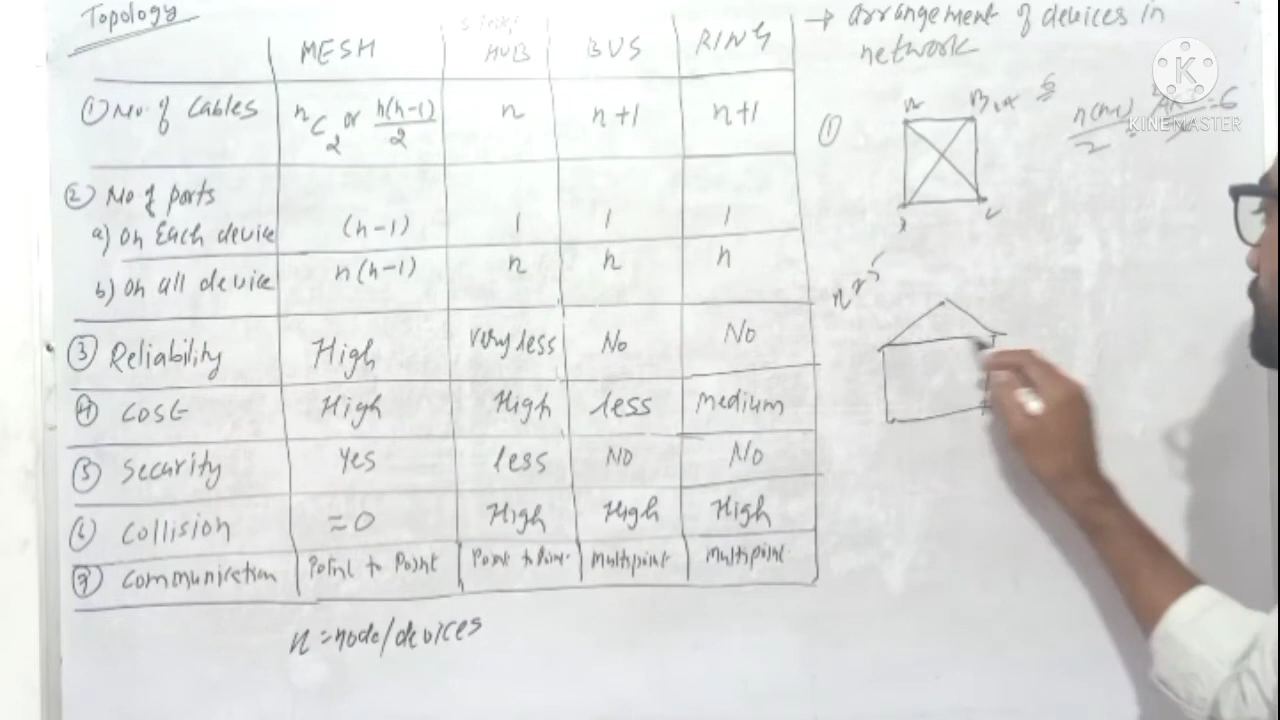 Topology
MESH HUB BUS RING
① No. of Cables nC2 or n(n-1)/2 n n+1 n+1
② No of ports
a) on Each device (n-1) 1 1 1
b) on all device n(n-1) n n n
③ Reliability High very less No No
④ Cost High High less medium
⑤ Security Yes less NO No
⑥ Collision =0 High High High
⑦ Communication Point to Point Point to Point Multipoint multipoint
n = node/devices
→ arrangement of devices in
network
①
K
KINEMASTER